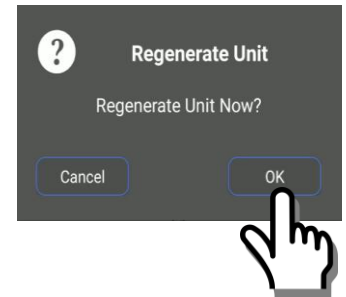 ?
Regenerate Unit
Regenerate Unit Now?
Cancel
OK